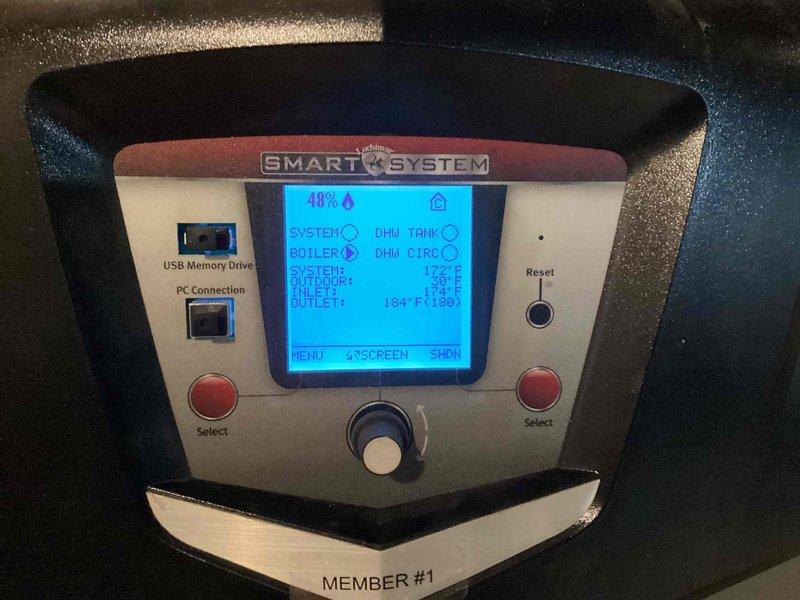 Lochinvar
SMART SYSTEM
48%
C
SYSTEM DHW TANK
BOILER DHW CIRC
SYSTEM: 172°F
OUTDOOR: 30°F
INLET: 174°F
OUTLET: 184°F(180)
MENU SCREEN SHDN
USB Memory Drive
PC Connection
Reset
Select
Select
MEMBER #1